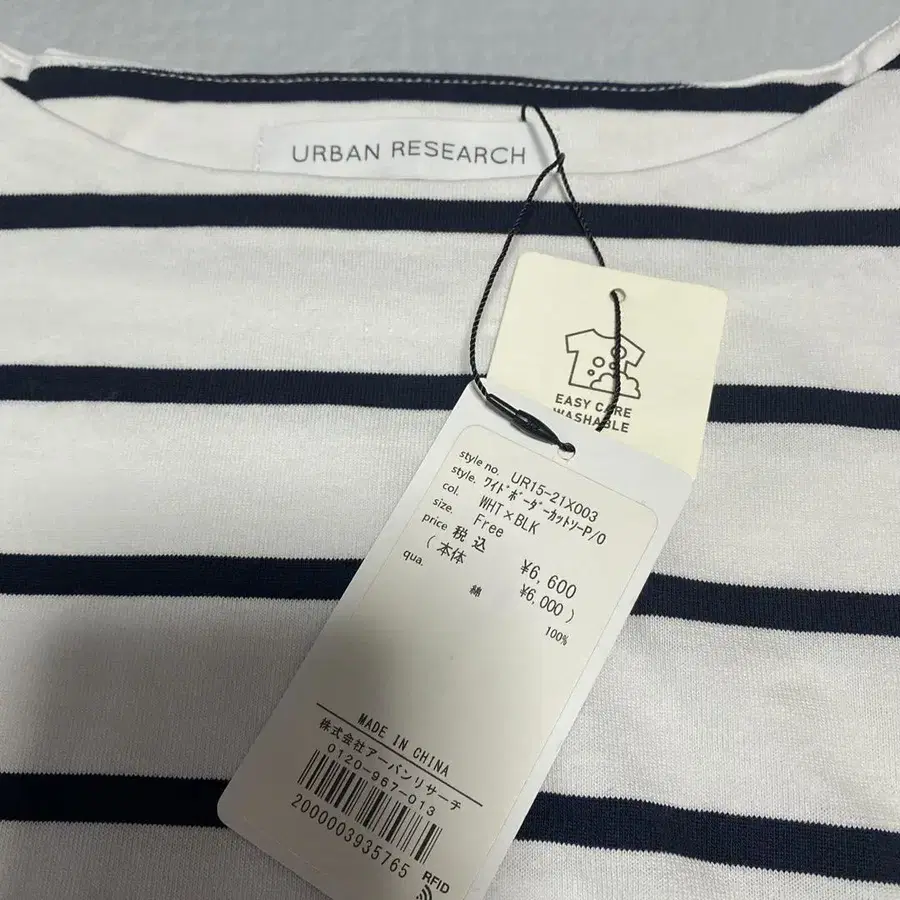 URBAN RESEARCH
EASY CARE
WASHABLE
style no. UR15-21X003
style. ﾜｲﾄﾞﾎﾞｰﾀﾞｰｶｯﾄｿｰP/O
col. WHT×BLK
size. Free
price 税込 ¥6,600
(本体 ¥6,000)
qua.
綿 100%
MADE IN CHINA
株式会社アーバンリサーチ
0120-967-013
2000003935765
RFID